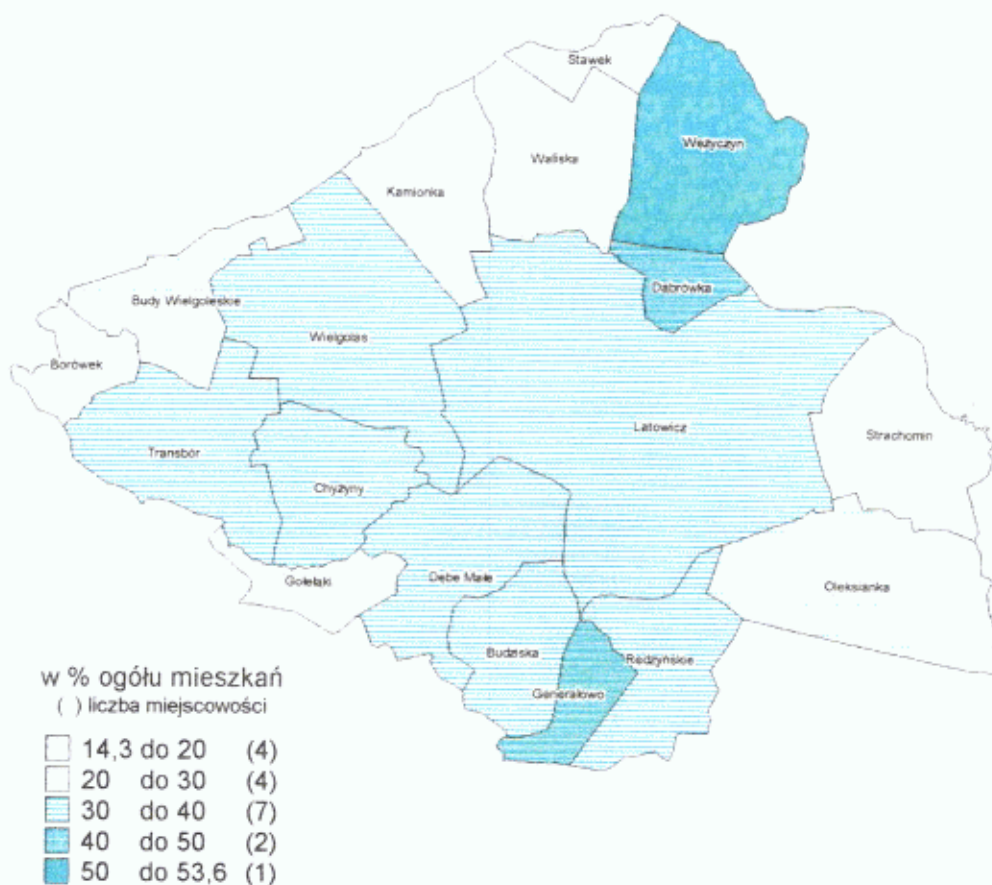 Stawek
Wężyczyn
Waliska
Kamionka
Dąbrówka
Budy Wielgoleskie
Wielgolas
Borówek
Latowicz
Strachomin
Transbór
Chyżyny
Gołełąki
Dębe Małe
Oleksianka
Budziska
Redzyńskie
Generałowo
w % ogółu mieszkań
( ) liczba miejscowości
14,3 do 20 (4)
20 do 30 (4)
30 do 40 (7)
40 do 50 (2)
50 do 53,6 (1)